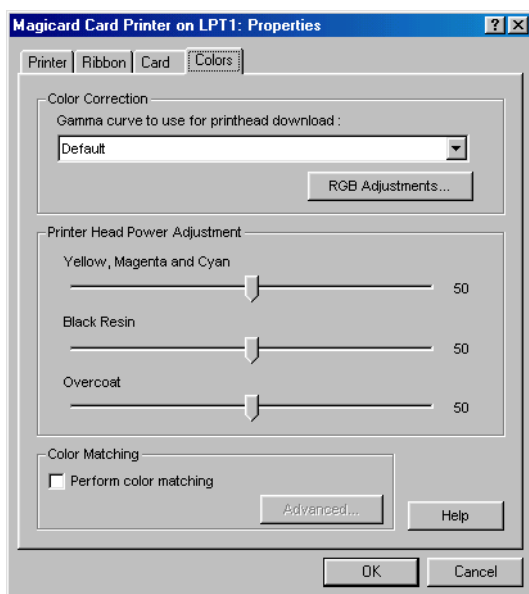 Magicard Card Printer on LPT1: Properties
Printer Ribbon Card Colors
Color Correction
Gamma curve to use for printhead download :
Default
RGB Adjustments...
Printer Head Power Adjustment
Yellow, Magenta and Cyan
50
Black Resin
50
Overcoat
50
Color Matching
Perform color matching
Advanced...
Help
OK Cancel